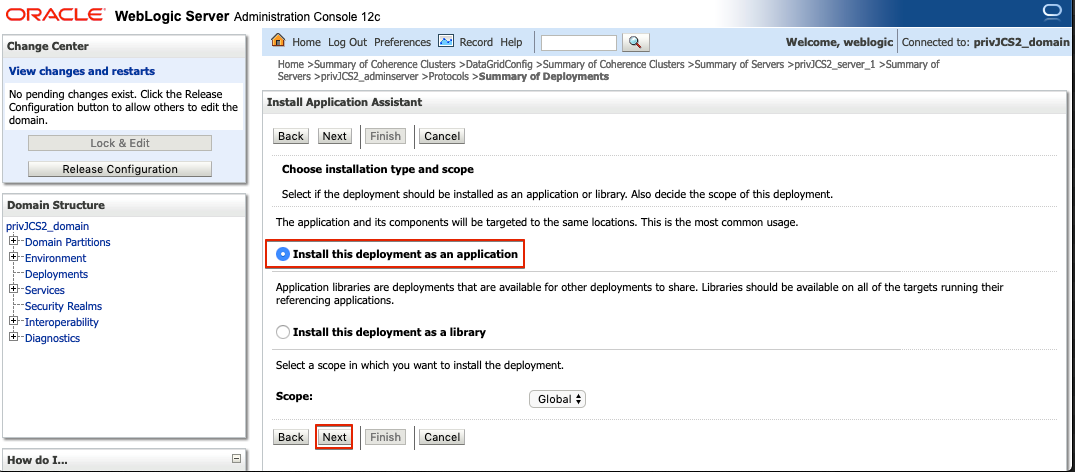 ORACLE WebLogic Server Administration Console 12c
Change Center
View changes and restarts
No pending changes exist. Click the Release
Configuration button to allow others to edit the
domain.
Lock & Edit
Release Configuration
Domain Structure
privJCS2_domain
Domain Partitions
Environment
Deployments
Services
Security Realms
Interoperability
Diagnostics
How do I...
Home Log Out Preferences Record Help
Welcome, weblogic Connected to: privJCS2_domain
Home >Summary of Coherence Clusters >DataGridConfig >Summary of Coherence Clusters >Summary of Servers >privJCS2_server_1 >Summary of
Servers >privJCS2_adminserver >Protocols >Summary of Deployments
Install Application Assistant
Back Next Finish Cancel
Choose installation type and scope
Select if the deployment should be installed as an application or library. Also decide the scope of this deployment.
The application and its components will be targeted to the same locations. This is the most common usage.
Install this deployment as an application
Application libraries are deployments that are available for other deployments to share. Libraries should be available on all of the targets running their
referencing applications.
Install this deployment as a library
Select a scope in which you want to install the deployment.
Scope: Global
Back Next Finish Cancel